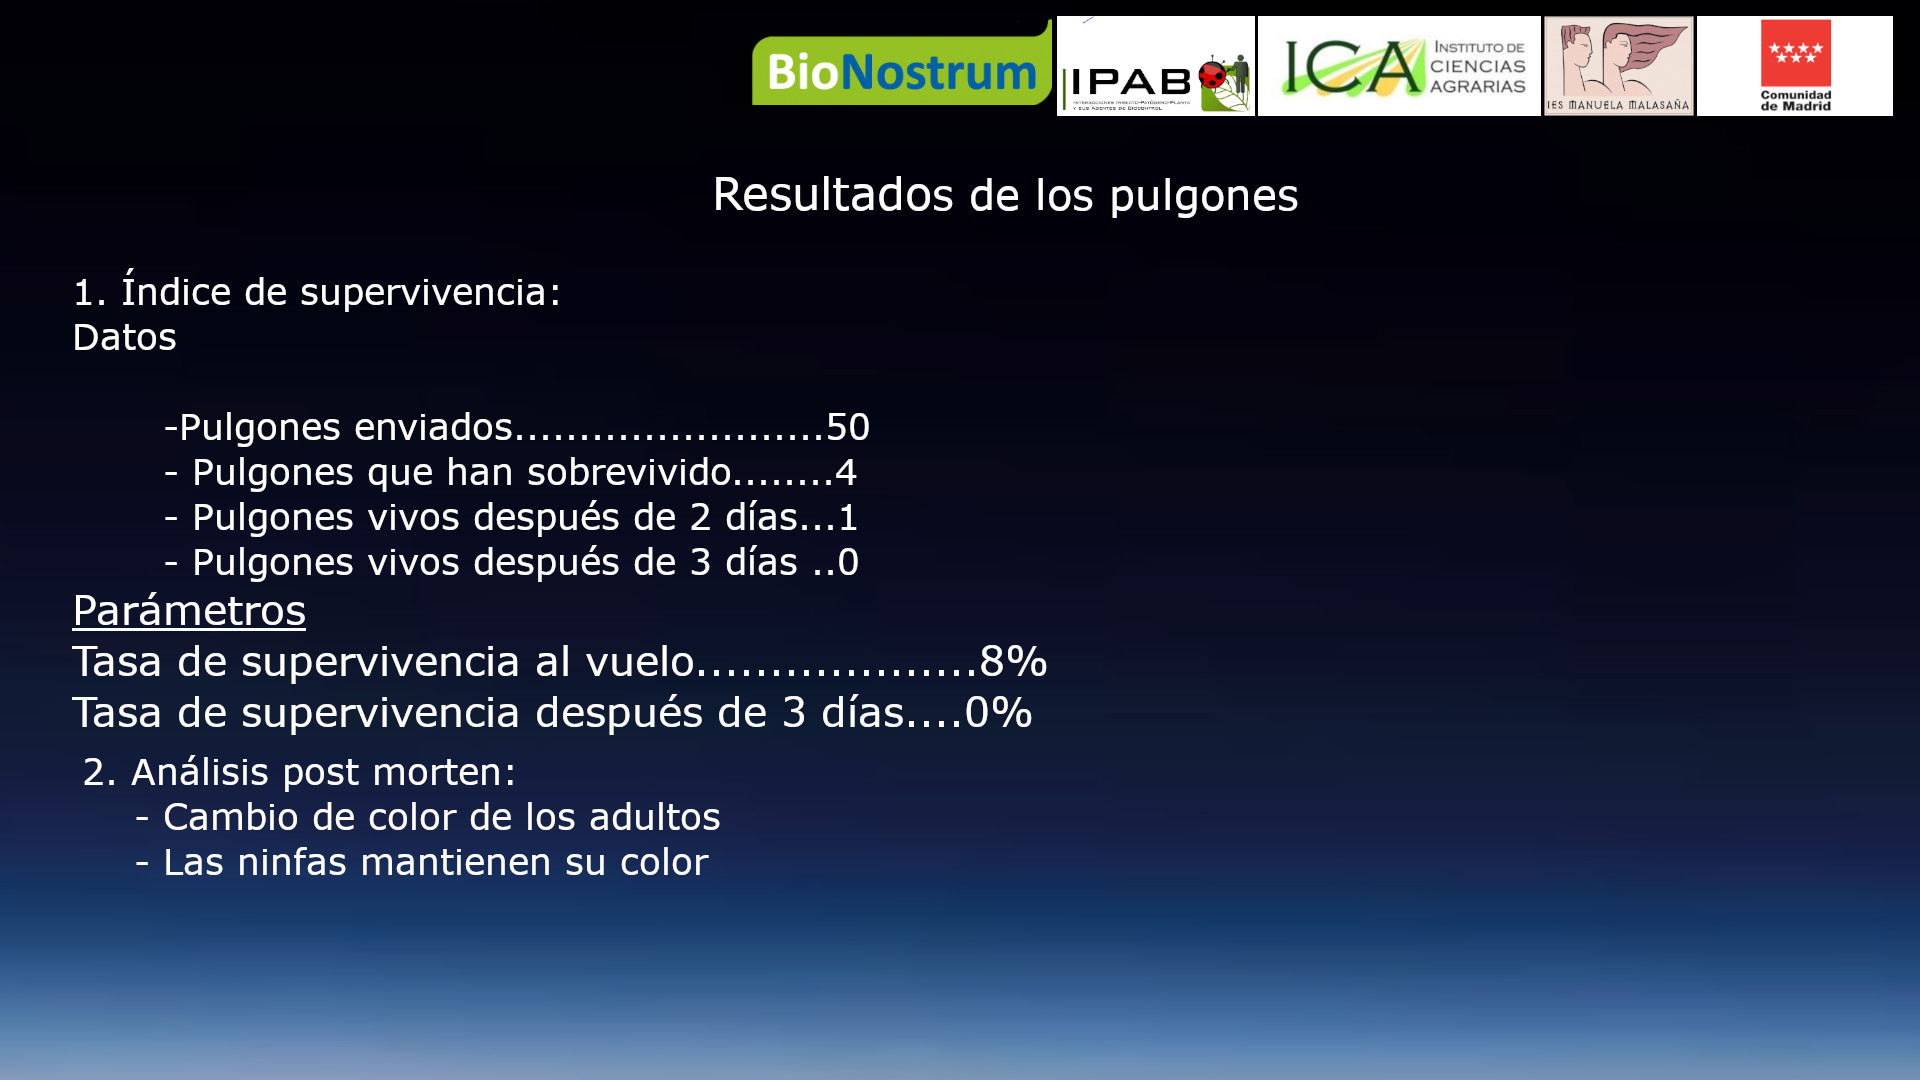 BioNostrum
IPAB
INTERACCIONES INSECTO-PATÓGENO-PLANTA
Y SUS AGENTES DE BIOCONTROL
ICA
INSTITUTO DE
CIENCIAS
AGRARIAS
IES MANUELA MALASAÑA
Comunidad
de Madrid
Resultados de los pulgones
1. Índice de supervivencia:
Datos
-Pulgones enviados........................50
- Pulgones que han sobrevivido........4
- Pulgones vivos después de 2 días...1
- Pulgones vivos después de 3 días ..0
Parámetros
Tasa de supervivencia al vuelo...................8%
Tasa de supervivencia después de 3 días....0%
2. Análisis post morten:
- Cambio de color de los adultos
- Las ninfas mantienen su color